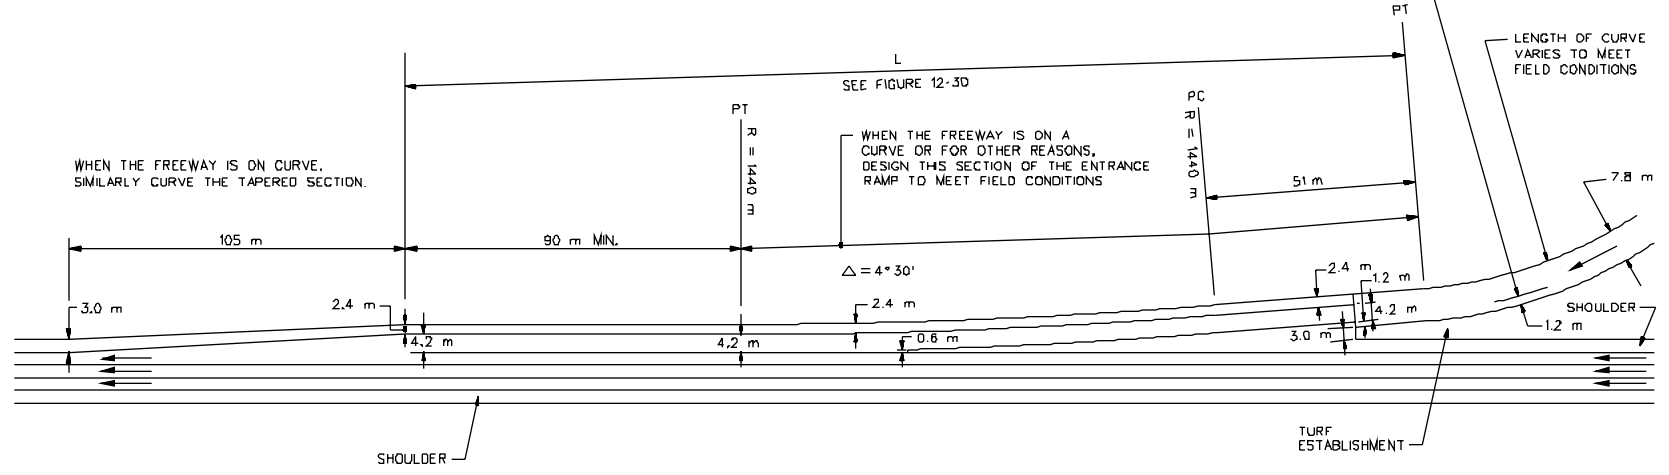 PT
LENGTH OF CURVE
VARIES TO MEET
FIELD CONDITIONS
L
SEE FIGURE 12-30
PC
R = 1440 m
PT
R = 1440 m
WHEN THE FREEWAY IS ON A
CURVE OR FOR OTHER REASONS,
DESIGN THIS SECTION OF THE ENTRANCE
RAMP TO MEET FIELD CONDITIONS
WHEN THE FREEWAY IS ON CURVE,
SIMILARLY CURVE THE TAPERED SECTION.
51 m
7.8 m
105 m
90 m MIN.
△ = 4° 30'
2.4 m
1.2 m
3.0 m
2.4 m
2.4 m
4.2 m
SHOULDER
1.2 m
4.2 m
4.2 m
0.6 m
3.0 m
TURF
ESTABLISHMENT
SHOULDER